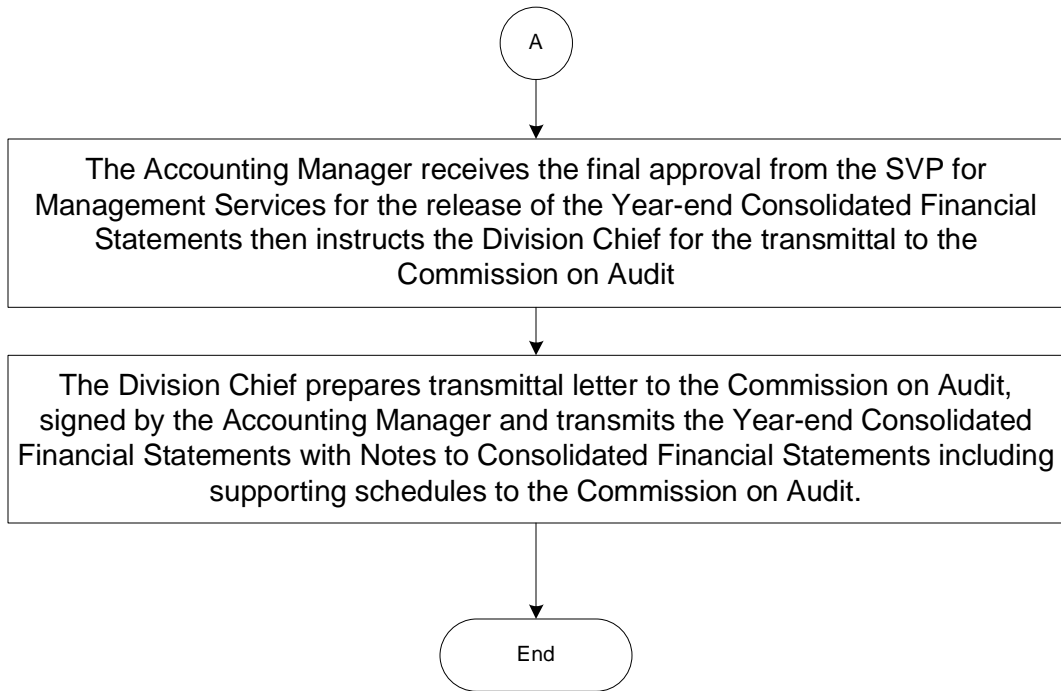 A
The Accounting Manager receives the final approval from the SVP for
Management Services for the release of the Year-end Consolidated Financial
Statements then instructs the Division Chief for the transmittal to the
Commission on Audit
The Division Chief prepares transmittal letter to the Commission on Audit,
signed by the Accounting Manager and transmits the Year-end Consolidated
Financial Statements with Notes to Consolidated Financial Statements including
supporting schedules to the Commission on Audit.
End